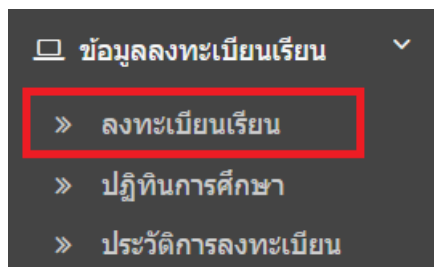 ข้อมูลลงทะเบียนเรียน
» ลงทะเบียนเรียน
» ปฏิทินการศึกษา
» ประวัติการลงทะเบียน